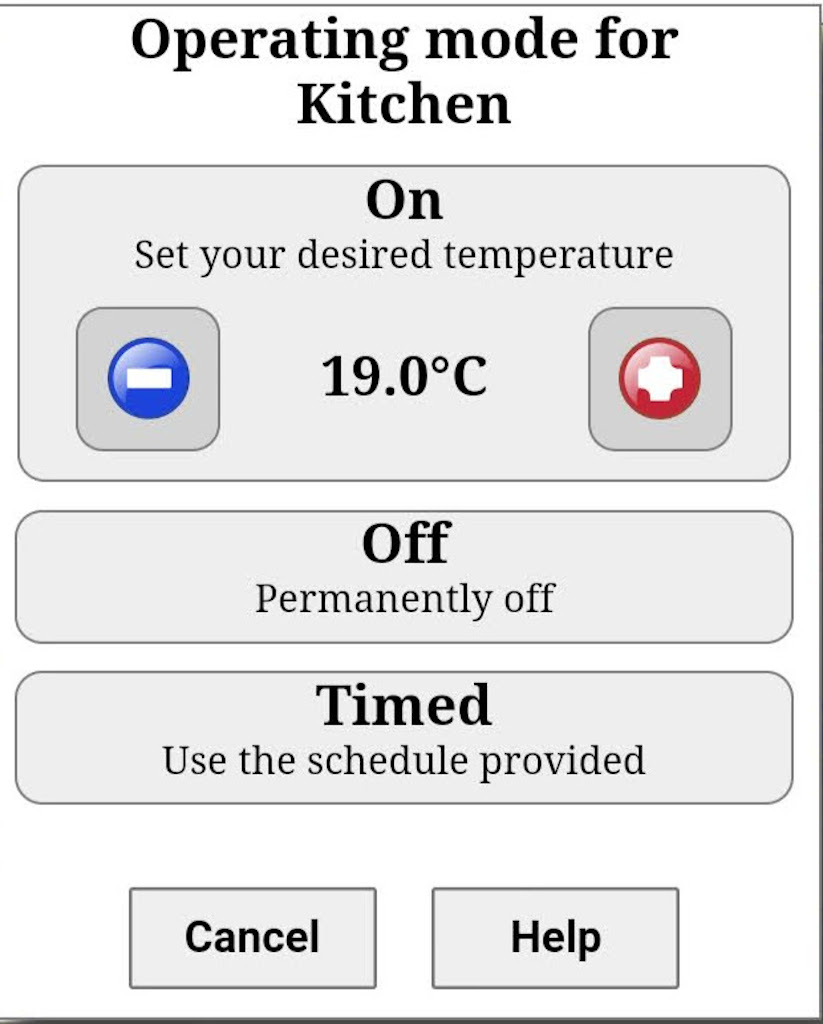 Operating mode for
Kitchen
On
Set your desired temperature
19.0°C
Off
Permanently off
Timed
Use the schedule provided
Cancel
Help